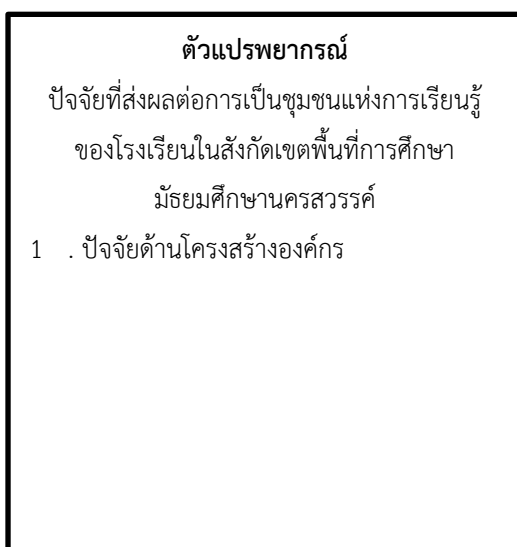 ตัวแปรพยากรณ์
ปัจจัยที่ส่งผลต่อการเป็นชุมชนแห่งการเรียนรู้
ของโรงเรียนในสังกัดเขตพื้นที่การศึกษา
มัธยมศึกษานครสวรรค์
1 . ปัจจัยด้านโครงสร้างองค์กร